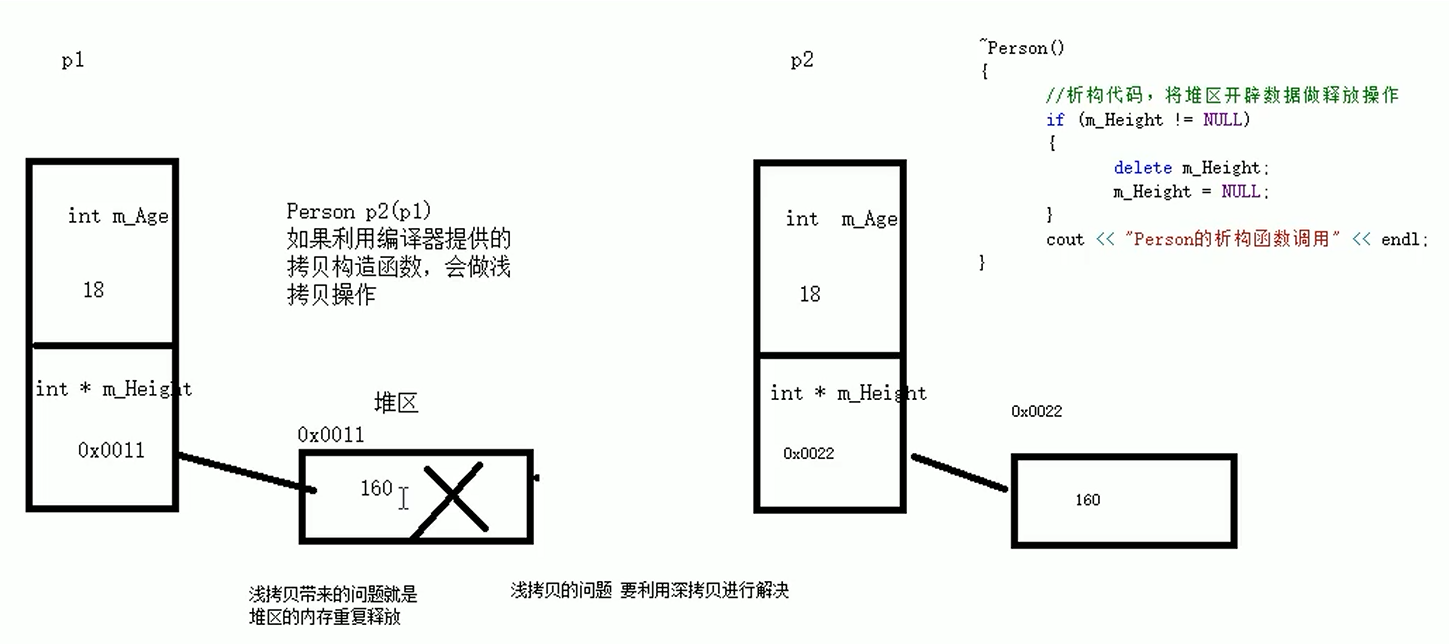 p1
int m_Age
18
int * m_Height
0x0011
Person p2(p1)
如果利用编译器提供的
拷贝构造函数，会做浅
拷贝操作
堆区
0x0011
160
浅拷贝带来的问题就是
堆区的内存重复释放
浅拷贝的问题 要利用深拷贝进行解决
p2
int  m_Age
18
int * m_Height
0x0022
0x0022
160
~Person()
{
//析构代码，将堆区开辟数据做释放操作
if (m_Height != NULL)
{
delete m_Height;
m_Height = NULL;
}
cout << "Person的析构函数调用" << endl;
}